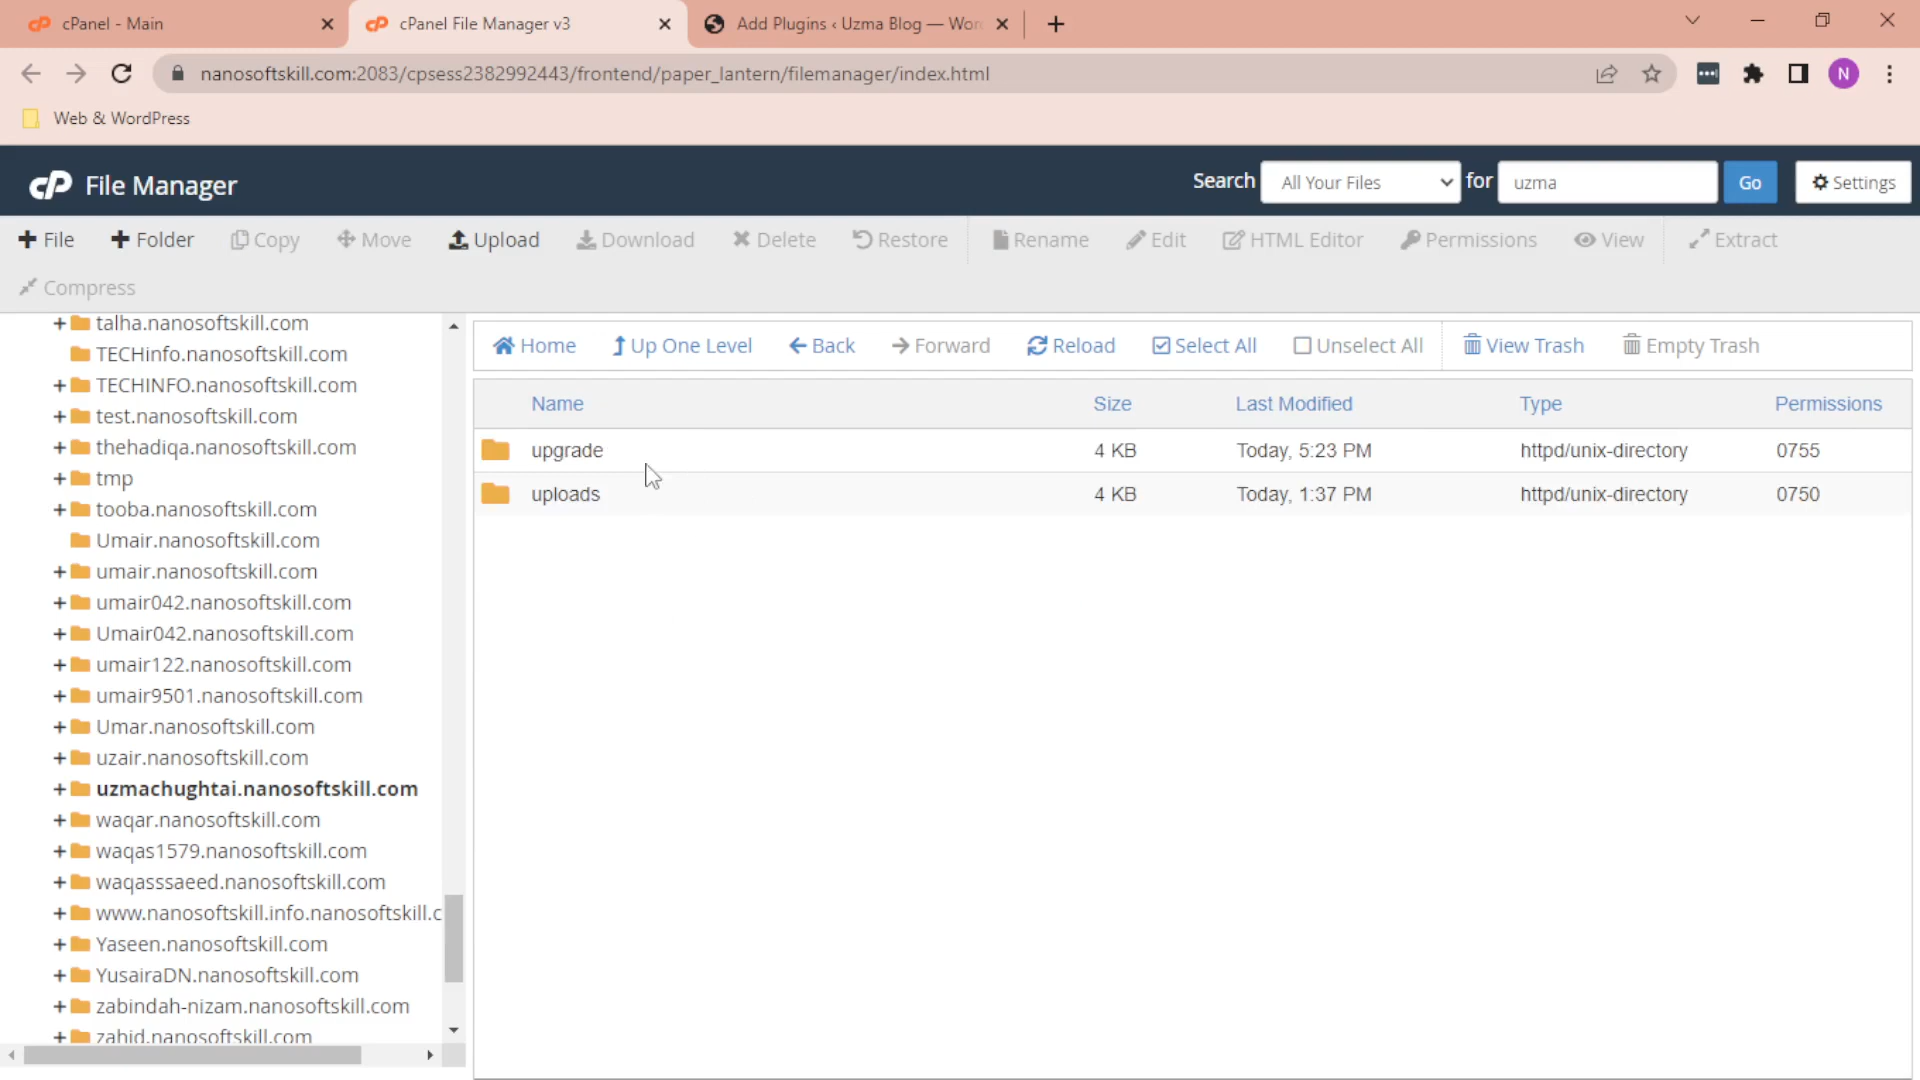 cPanel - Main
cPanel File Manager v3
Add Plugins ‹ Uzma Blog — Wor
nanosoftskill.com:2083/cpsess2382992443/frontend/paper_lantern/filemanager/index.html
N
Web & WordPress
cP File Manager
Search All Your Files for uzma Go Settings
File Folder Copy Move Upload Download Delete Restore Rename Edit HTML Editor Permissions View Extract
Compress
talha.nanosoftskill.com
TECHinfo.nanosoftskill.com
TECHINFO.nanosoftskill.com
test.nanosoftskill.com
thehadiqa.nanosoftskill.com
tmp
tooba.nanosoftskill.com
Umair.nanosoftskill.com
umair.nanosoftskill.com
umair042.nanosoftskill.com
Umair042.nanosoftskill.com
umair122.nanosoftskill.com
umair9501.nanosoftskill.com
Umar.nanosoftskill.com
uzair.nanosoftskill.com
uzmachughtai.nanosoftskill.com
waqar.nanosoftskill.com
waqas1579.nanosoftskill.com
waqasssaeed.nanosoftskill.com
www.nanosoftskill.info.nanosoftskill.c
Yaseen.nanosoftskill.com
YusairaDN.nanosoftskill.com
zabindah-nizam.nanosoftskill.com
zahid.nanosoftskill.com
Home Up One Level Back Forward Reload Select All Unselect All View Trash Empty Trash
Name Size Last Modified Type Permissions
upgrade 4 KB Today, 5:23 PM httpd/unix-directory 0755
uploads 4 KB Today, 1:37 PM httpd/unix-directory 0750